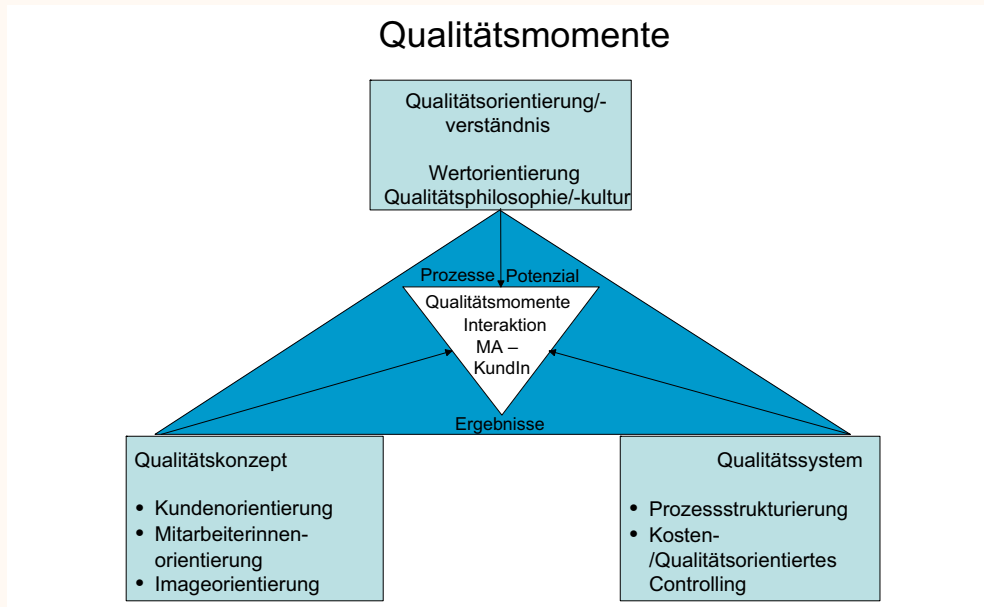 Qualitätsmomente
Qualitätsorientierung/-
verständnis
Wertorientierung
Qualitätsphilosophie/-kultur
Prozesse Potenzial
Qualitätsmomente
Interaktion
MA –
KundIn
Ergebnisse
Qualitätskonzept
• Kundenorientierung
• Mitarbeiterinnen-
orientierung
• Imageorientierung
Qualitätssystem
• Prozessstrukturierung
• Kosten-
/Qualitätsorientiertes
Controlling